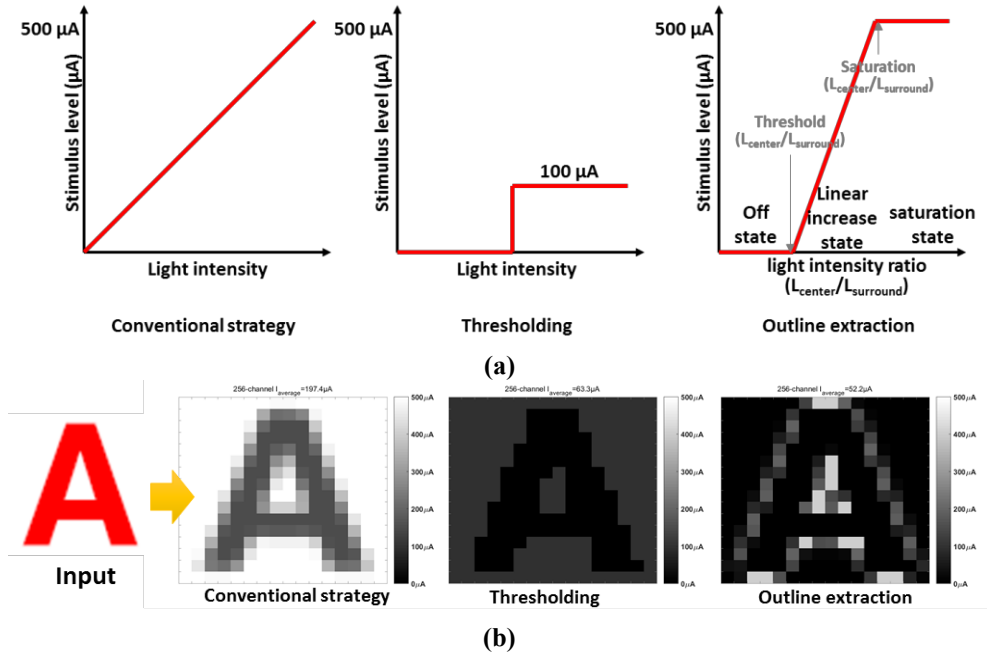 500 µA
Stimulus level (µA)
Light intensity
Conventional strategy
500 µA
Stimulus level (µA)
100 µA
Light intensity
Thresholding
500 µA
Stimulus level (µA)
Saturation
(Lcenter/Lsurround)
Threshold
(Lcenter/Lsurround)
Off
state
Linear
increase
state
saturation
state
light intensity ratio
(Lcenter/Lsurround)
Outline extraction
(a)
A
Input
256-channel Iaverage=197.4µA
500µA
400µA
300µA
200µA
100µA
0µA
Conventional strategy
256-channel Iaverage=63.3µA
500µA
400µA
300µA
200µA
100µA
0µA
Thresholding
256-channel Iaverage=52.2µA
500µA
400µA
300µA
200µA
100µA
0µA
Outline extraction
(b)